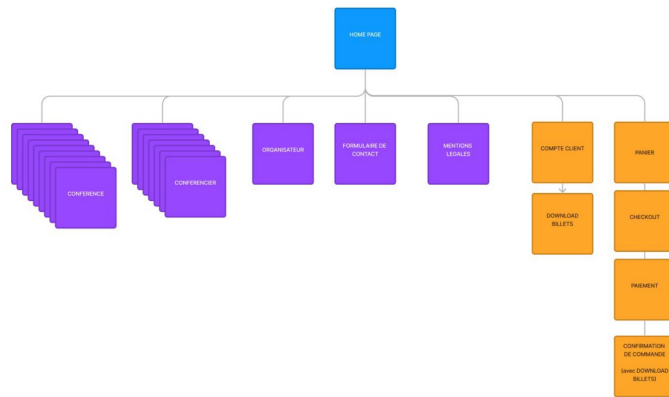 HOME PAGE
CONFERENCE
CONFERENCIER
ORGANISATEUR
FORMULAIRE DE
CONTACT
MENTIONS
LEGALES
COMPTE CLIENT
PANIER
DOWNLOAD
BILLETS
CHECKOUT
PAIEMENT
CONFIRMATION
DE COMMANDE
(avec DOWNLOAD
BILLETS)